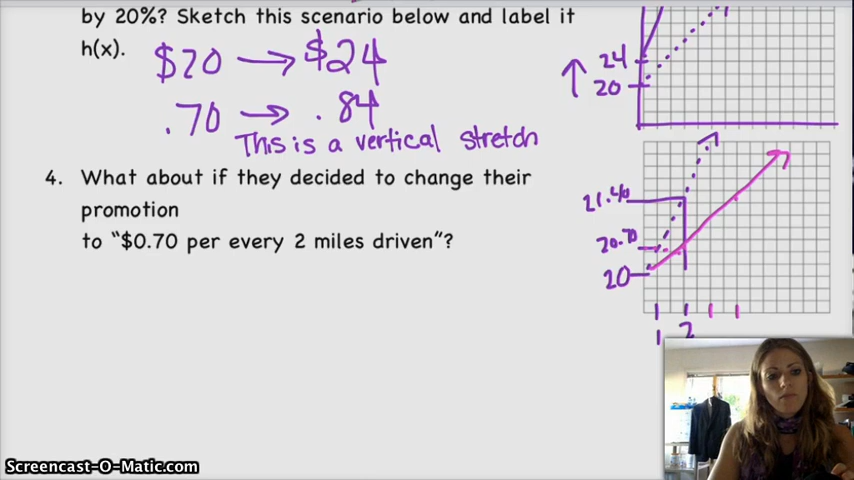 by 20%? Sketch this scenario below and label it
h(x).
$20 → $24
.70 → .84
This is a vertical stretch
↑ 24
20
4. What about if they decided to change their
promotion
to "$0.70 per every 2 miles driven"?
21.40
20.70
20
1 2
Screencast-O-Matic.com